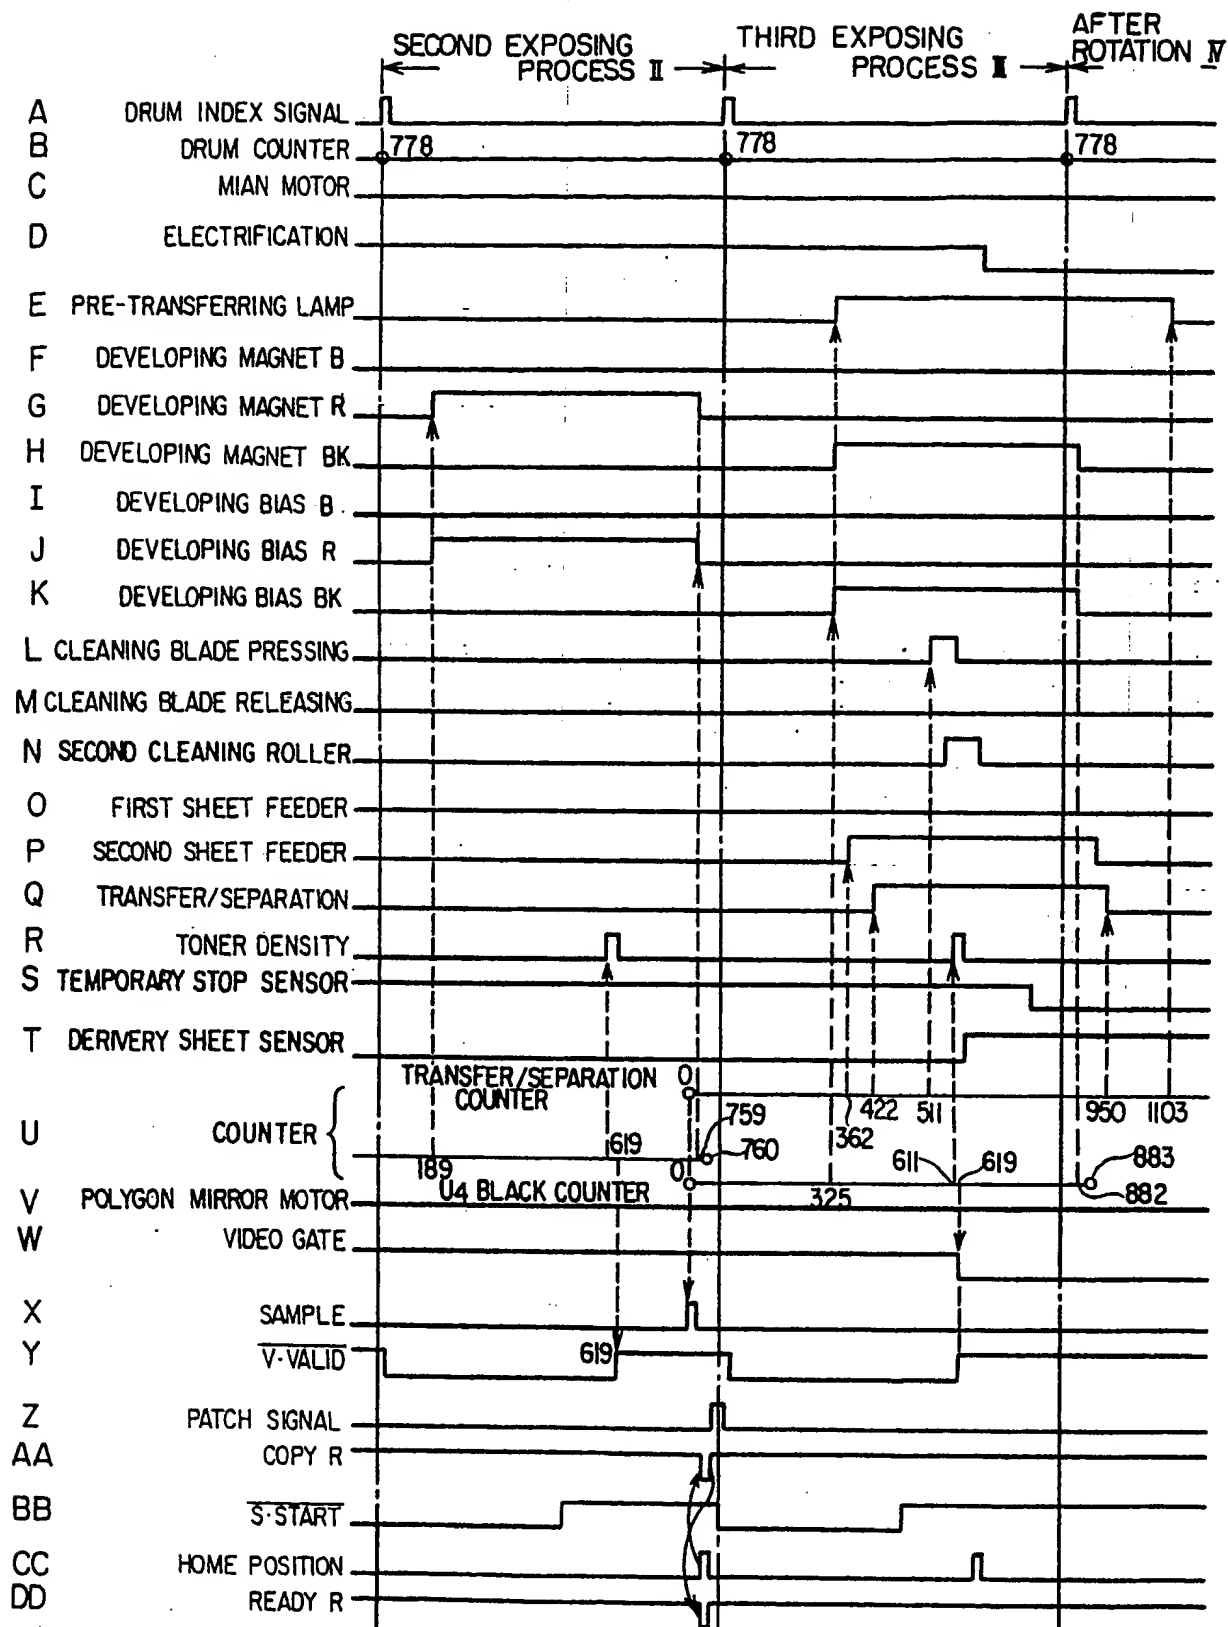 SECOND EXPOSING
PROCESS II
THIRD EXPOSING
PROCESS III
AFTER
ROTATION IV
A DRUM INDEX SIGNAL
B DRUM COUNTER 778 778 778
C MIAN MOTOR
D ELECTRIFICATION
E PRE-TRANSFERRING LAMP
F DEVELOPING MAGNET B
G DEVELOPING MAGNET R
H DEVELOPING MAGNET BK
I DEVELOPING BIAS B
J DEVELOPING BIAS R
K DEVELOPING BIAS BK
L CLEANING BLADE PRESSING
M CLEANING BLADE RELEASING
N SECOND CLEANING ROLLER
O FIRST SHEET FEEDER
P SECOND SHEET FEEDER
Q TRANSFER/SEPARATION
R TONER DENSITY
S TEMPORARY STOP SENSOR
T DERIVERY SHEET SENSOR
TRANSFER/SEPARATION 0
COUNTER
362 422 511 950 1103
U COUNTER {
189 619 759 760
0 611 619 883
U4 BLACK COUNTER 325 882
V POLYGON MIRROR MOTOR
W VIDEO GATE
X SAMPLE
Y V·VALID 619
Z PATCH SIGNAL
AA COPY R
BB S·START
CC HOME POSITION
DD READY R